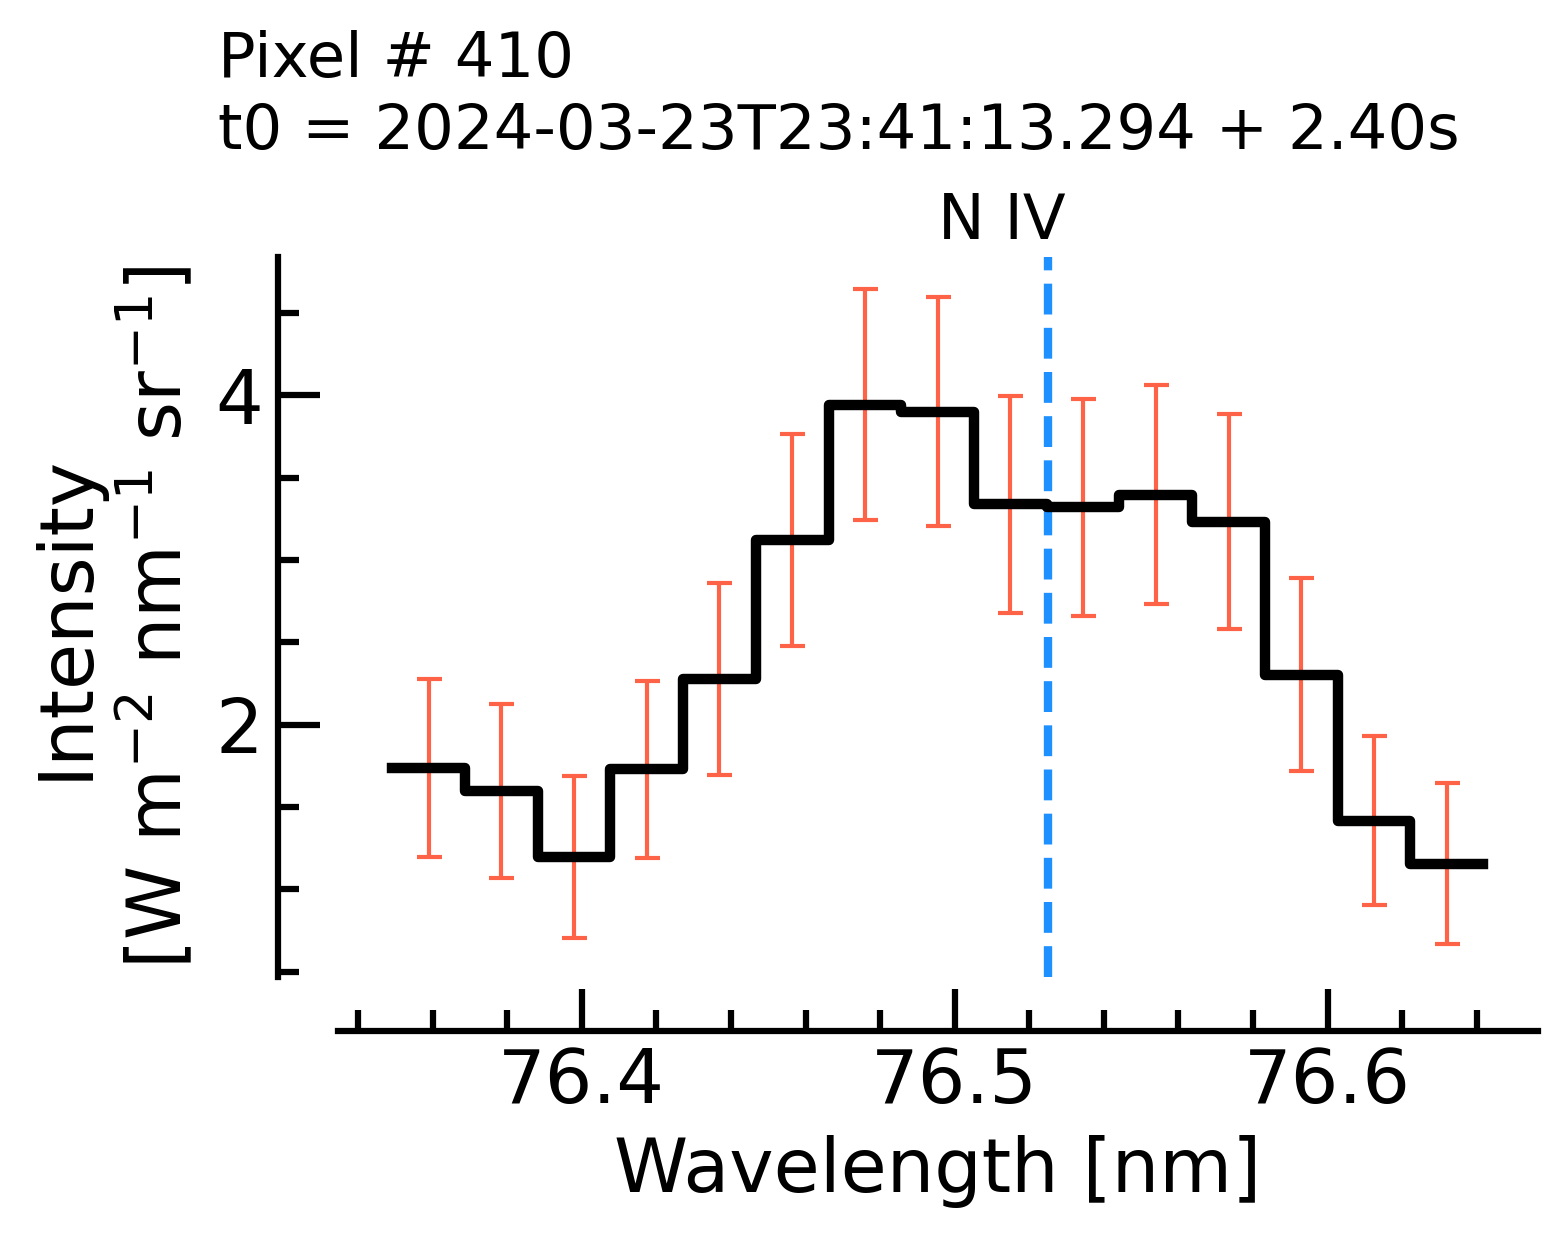 Pixel # 410
t0 = 2024-03-23T23:41:13.294 + 2.40s
N IV
Intensity
[W m⁻² nm⁻¹ sr⁻¹]
4
2
76.4 76.5 76.6
Wavelength [nm]